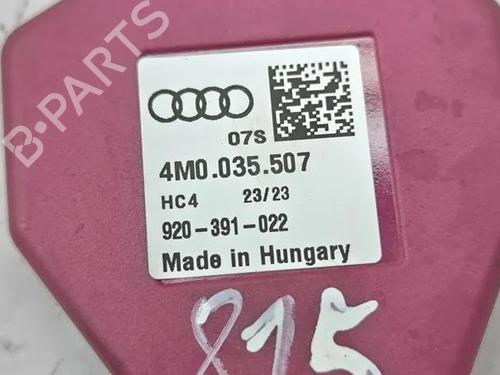 07S
4M0.035.507
HC4 23/23
920-391-022
Made in Hungary
815
B-PARTS